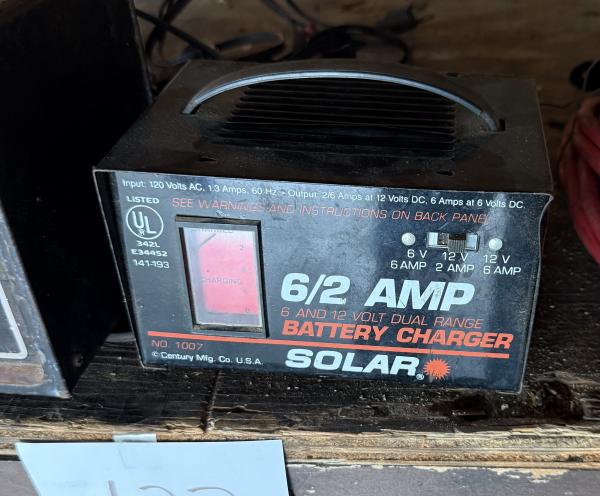 Input: 120 Volts AC, 1.3 Amps, 60 Hz - Output: 2/6 Amps at 12 Volts DC, 6 Amps at 6 Volts DC.
SEE WARNINGS AND INSTRUCTIONS ON BACK PANEL
LISTED
UL
342L
E34452
141-193
CHARGING
6 V 12 V 12 V
6 AMP 2 AMP 6 AMP
6/2 AMP
6 AND 12 VOLT DUAL RANGE
BATTERY CHARGER
NO. 1007
© Century Mfg. Co. U.S.A.
SOLAR®